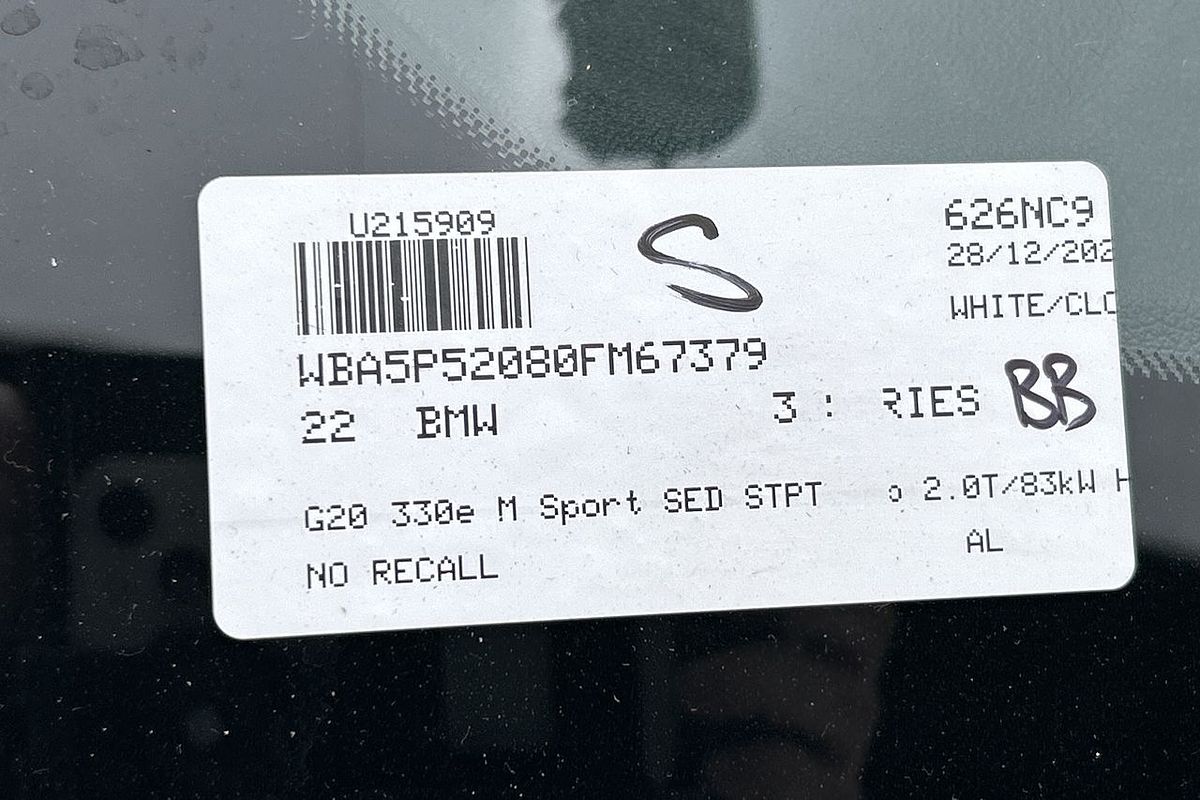 U215909
S
626NC9
28/12/202
WHITE/CLO
WBA5P52080FM67379
22 BMW 3 : RIES BB
G20 330e M Sport SED STPT 2.0T/83kW H
AL
NO RECALL